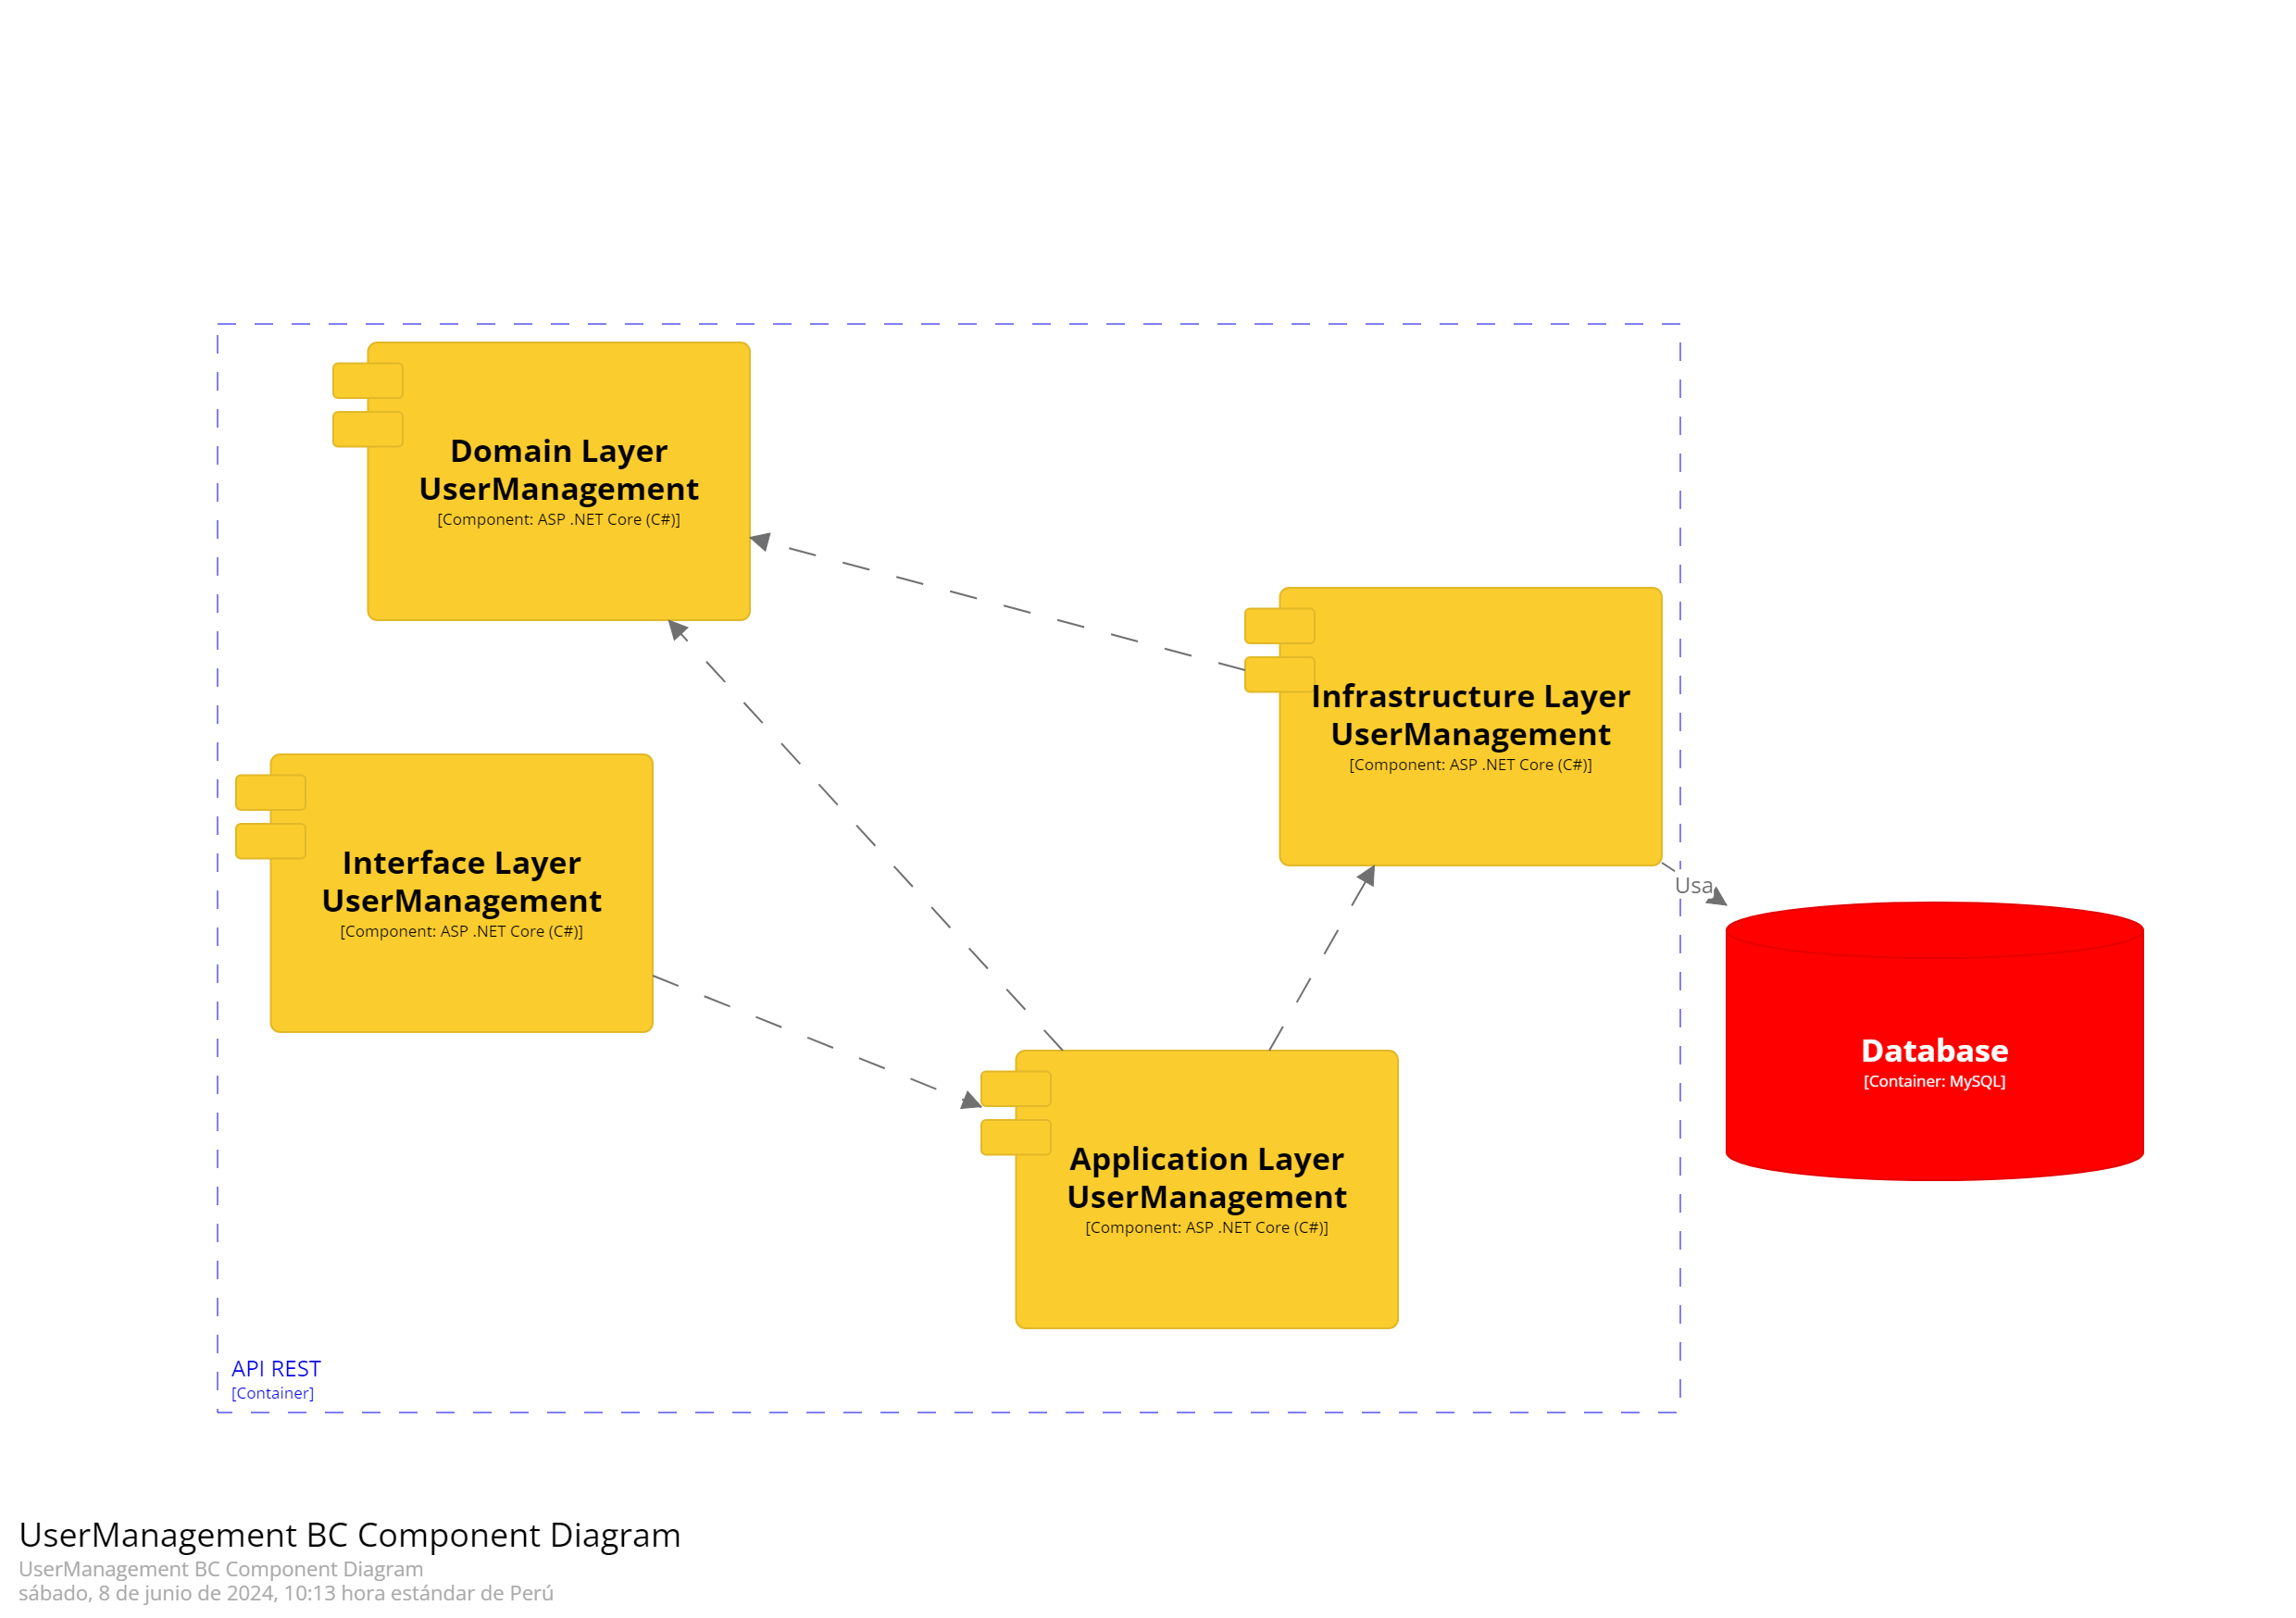 Domain Layer
UserManagement
[Component: ASP .NET Core (C#)]
Infrastructure Layer
UserManagement
[Component: ASP .NET Core (C#)]
Interface Layer
UserManagement
[Component: ASP .NET Core (C#)]
Usa
Database
[Container: MySQL]
Application Layer
UserManagement
[Component: ASP .NET Core (C#)]
API REST
[Container]
UserManagement BC Component Diagram
UserManagement BC Component Diagram
sábado, 8 de junio de 2024, 10:13 hora estándar de Perú